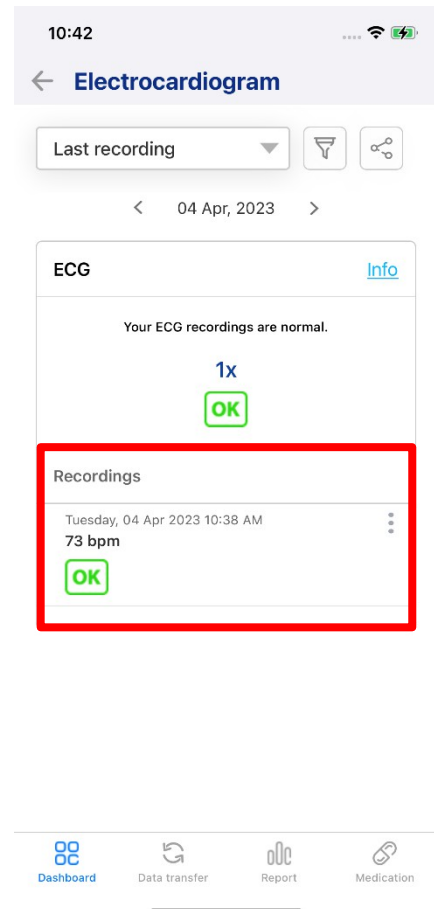 10:42
Electrocardiogram
Last recording
04 Apr, 2023
ECG Info
Your ECG recordings are normal.
1x
OK
Recordings
Tuesday, 04 Apr 2023 10:38 AM
73 bpm
OK
Dashboard Data transfer Report Medication